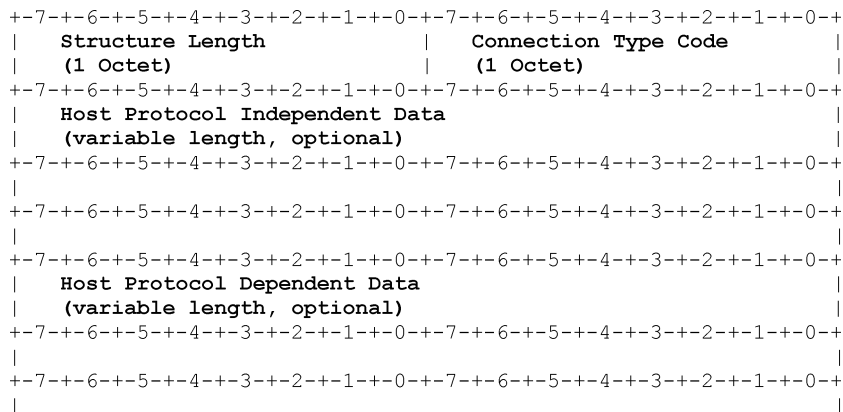 +-7-+-6-+-5-+-4-+-3-+-2-+-1-+-0-+-7-+-6-+-5-+-4-+-3-+-2-+-1-+-0-+
|   Structure Length            |   Connection Type Code        |
|   (1 Octet)                   |   (1 Octet)                   |
+-7-+-6-+-5-+-4-+-3-+-2-+-1-+-0-+-7-+-6-+-5-+-4-+-3-+-2-+-1-+-0-+
|   Host Protocol Independent Data                              |
|   (variable length, optional)                                 |
+-7-+-6-+-5-+-4-+-3-+-2-+-1-+-0-+-7-+-6-+-5-+-4-+-3-+-2-+-1-+-0-+
|                                                               |
+-7-+-6-+-5-+-4-+-3-+-2-+-1-+-0-+-7-+-6-+-5-+-4-+-3-+-2-+-1-+-0-+
|                                                               |
+-7-+-6-+-5-+-4-+-3-+-2-+-1-+-0-+-7-+-6-+-5-+-4-+-3-+-2-+-1-+-0-+
|   Host Protocol Dependent Data                                |
|   (variable length, optional)                                 |
+-7-+-6-+-5-+-4-+-3-+-2-+-1-+-0-+-7-+-6-+-5-+-4-+-3-+-2-+-1-+-0-+
|                                                               |
+-7-+-6-+-5-+-4-+-3-+-2-+-1-+-0-+-7-+-6-+-5-+-4-+-3-+-2-+-1-+-0-+
|                                                               |